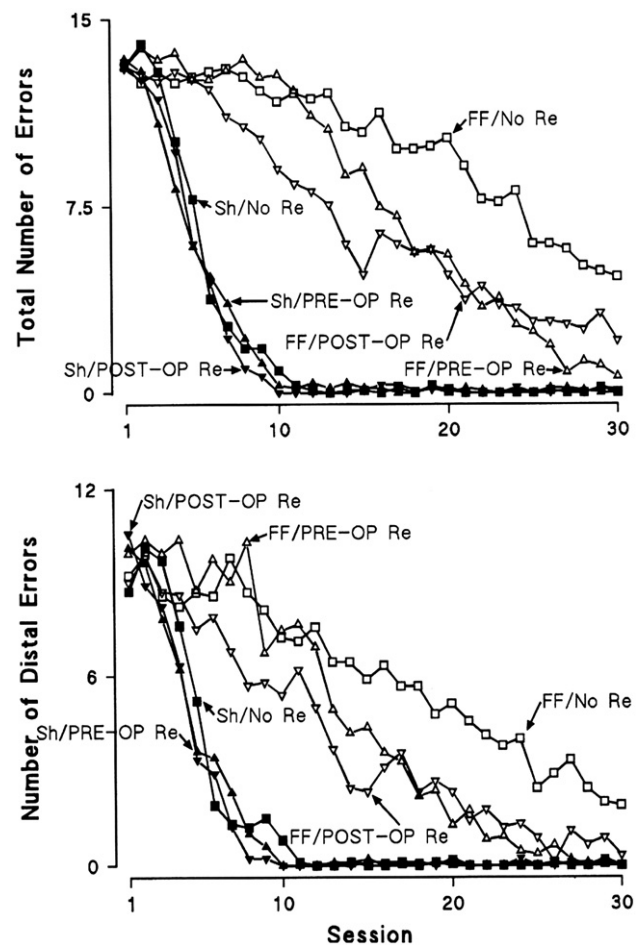 15
7.5
0
Total Number of Errors
FF/No Re
Sh/No Re
Sh/PRE-OP Re
FF/POST-OP Re
Sh/POST-OP Re
FF/PRE-OP Re
1
10
20
30
12
6
0
Number of Distal Errors
Sh/POST-OP Re
FF/PRE-OP Re
Sh/No Re
FF/No Re
Sh/PRE-OP Re
FF/POST-OP Re
1
10
20
30
Session